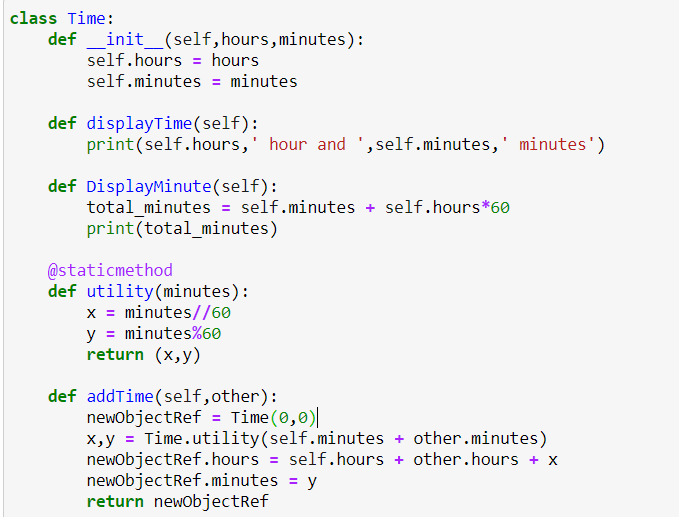 class Time:
    def __init__(self,hours,minutes):
        self.hours = hours
        self.minutes = minutes
    def displayTime(self):
        print(self.hours,' hour and ',self.minutes,' minutes')
    def DisplayMinute(self):
        total_minutes = self.minutes + self.hours*60
        print(total_minutes)
    @staticmethod
    def utility(minutes):
        x = minutes//60
        y = minutes%60
        return (x,y)
    def addTime(self,other):
        newObjectRef = Time(0,0)
        x,y = Time.utility(self.minutes + other.minutes)
        newObjectRef.hours = self.hours + other.hours + x
        newObjectRef.minutes = y
        return newObjectRef